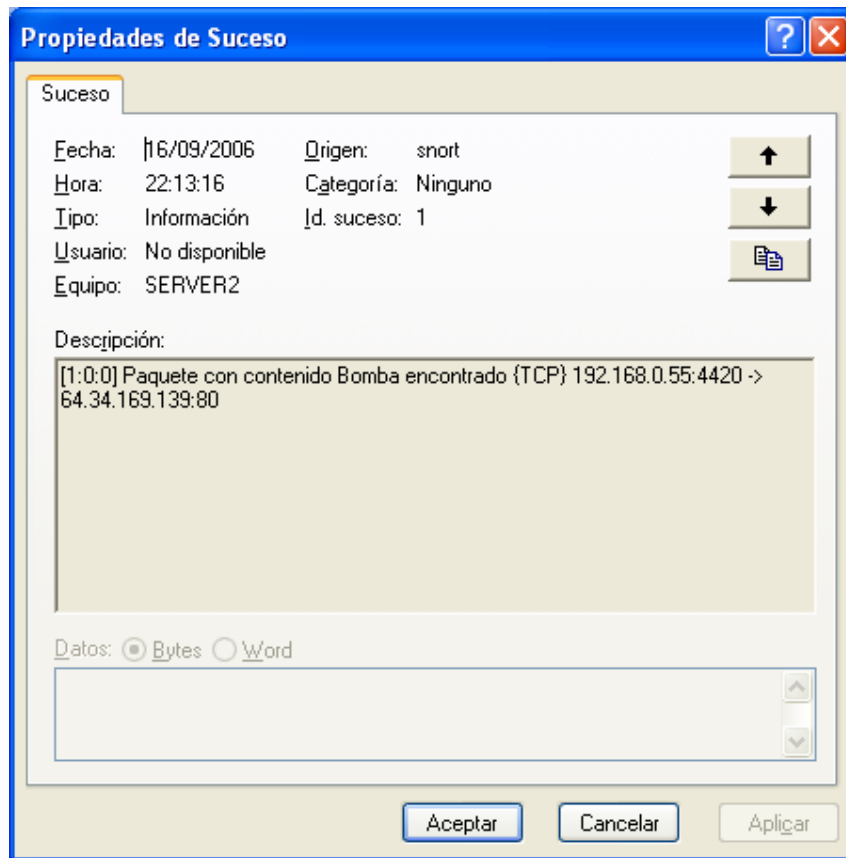 Propiedades de Suceso
Suceso
Fecha: 16/09/2006 Origen: snort
Hora: 22:13:16 Categoría: Ninguno
Tipo: Información Id. suceso: 1
Usuario: No disponible
Equipo: SERVER2
Descripción:
[1:0:0] Paquete con contenido Bomba encontrado {TCP} 192.168.0.55:4420 ->
64.34.169.139:80
Datos: Bytes Word
Aceptar Cancelar Aplicar